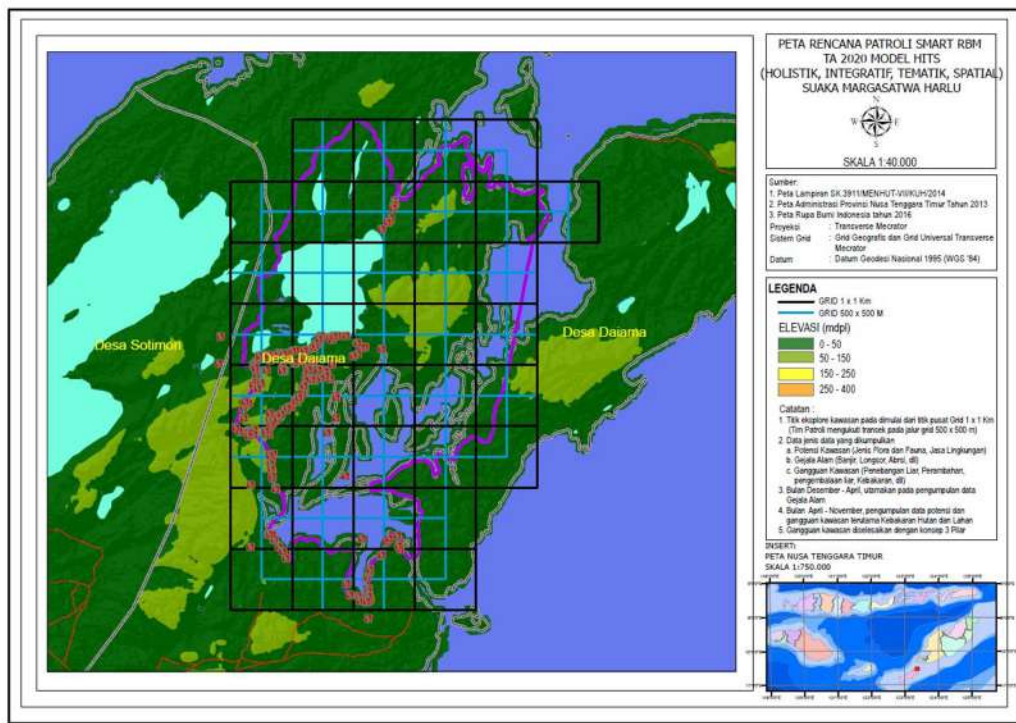 PETA RENCANA PATROLI SMART RBM
TA 2020 MODEL HITS
(HOLISTIK, INTEGRATIF, TEMATIK, SPATIAL)
SUAKA MARGASATWA HARLU
N
W E
S
SKALA 1:40.000
Sumber:
1. Peta Lampiran SK.3911/MENHUT-VII/KUH/2014
2. Peta Administrasi Provinsi Nusa Tenggara Timur Tahun 2013
3. Peta Rupa Bumi Indonesia tahun 2016
Proyeksi : Transverse Mecrator
Sistem Grid : Grid Geografis dan Grid Universal Transverse
Mecrator
Datum : Datum Geodesi Nasional 1995 (WGS '84)
LEGENDA
GRID 1 x 1 Km
GRID 500 x 500 M
ELEVASI (mdpl)
0 - 50
50 - 150
150 - 250
250 - 400
Catatan :
1. Titik eksplore kawasan pada dimulai dari titik pusat Grid 1 x 1 Km
(Tim Patroli mengikuti transek pada jalur grid 500 x 500 m)
2. Data jenis data yang dikumpulkan
a. Potensi Kawasan (Jenis Flora dan Fauna, Jasa Lingkungan)
b. Gejala Alam (Banjir, Longsor, Abrsi, dll)
c. Gangguan Kawasan (Penebangan Liar, Perambahan,
pengembalaan liar, Kebakaran, dll)
3. Bulan Desember - April, utamakan pada pengumpulan data
Gejala Alam
4. Bulan April - November, pengumpulan data potensi dan
gangguan kawasan terutama Kebakaran Hutan dan Lahan
5. Gangguan kawasan diselesaikan dengan konsep 3 Pilar
INSERT:
PETA NUSA TENGGARA TIMUR
SKALA 1:750.000
Desa Sotimori
Desa Daiama
Desa Daiama